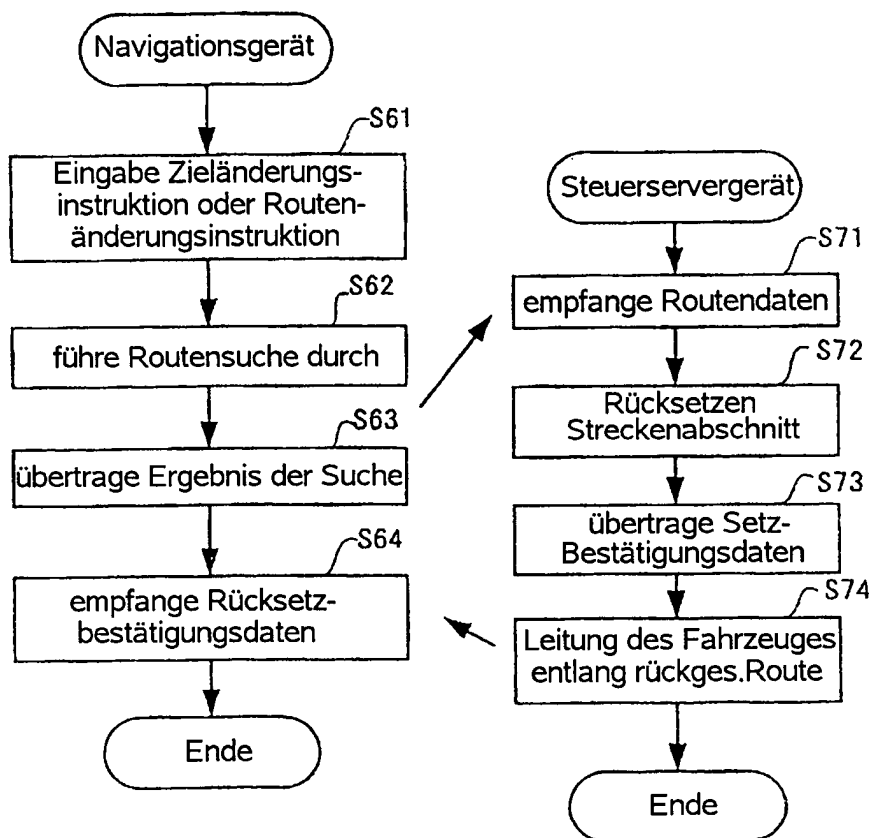 Navigationsgerät
S61
Eingabe Zieländerungs-
instruktion oder Routen-
änderungsinstruktion
S62
führe Routensuche durch
S63
übertrage Ergebnis der Suche
S64
empfange Rücksetz-
bestätigungsdaten
Ende
Steuerservergerät
S71
empfange Routendaten
S72
Rücksetzen
Streckenabschnitt
S73
übertrage Setz-
Bestätigungsdaten
S74
Leitung des Fahrzeuges
entlang rückges.Route
Ende